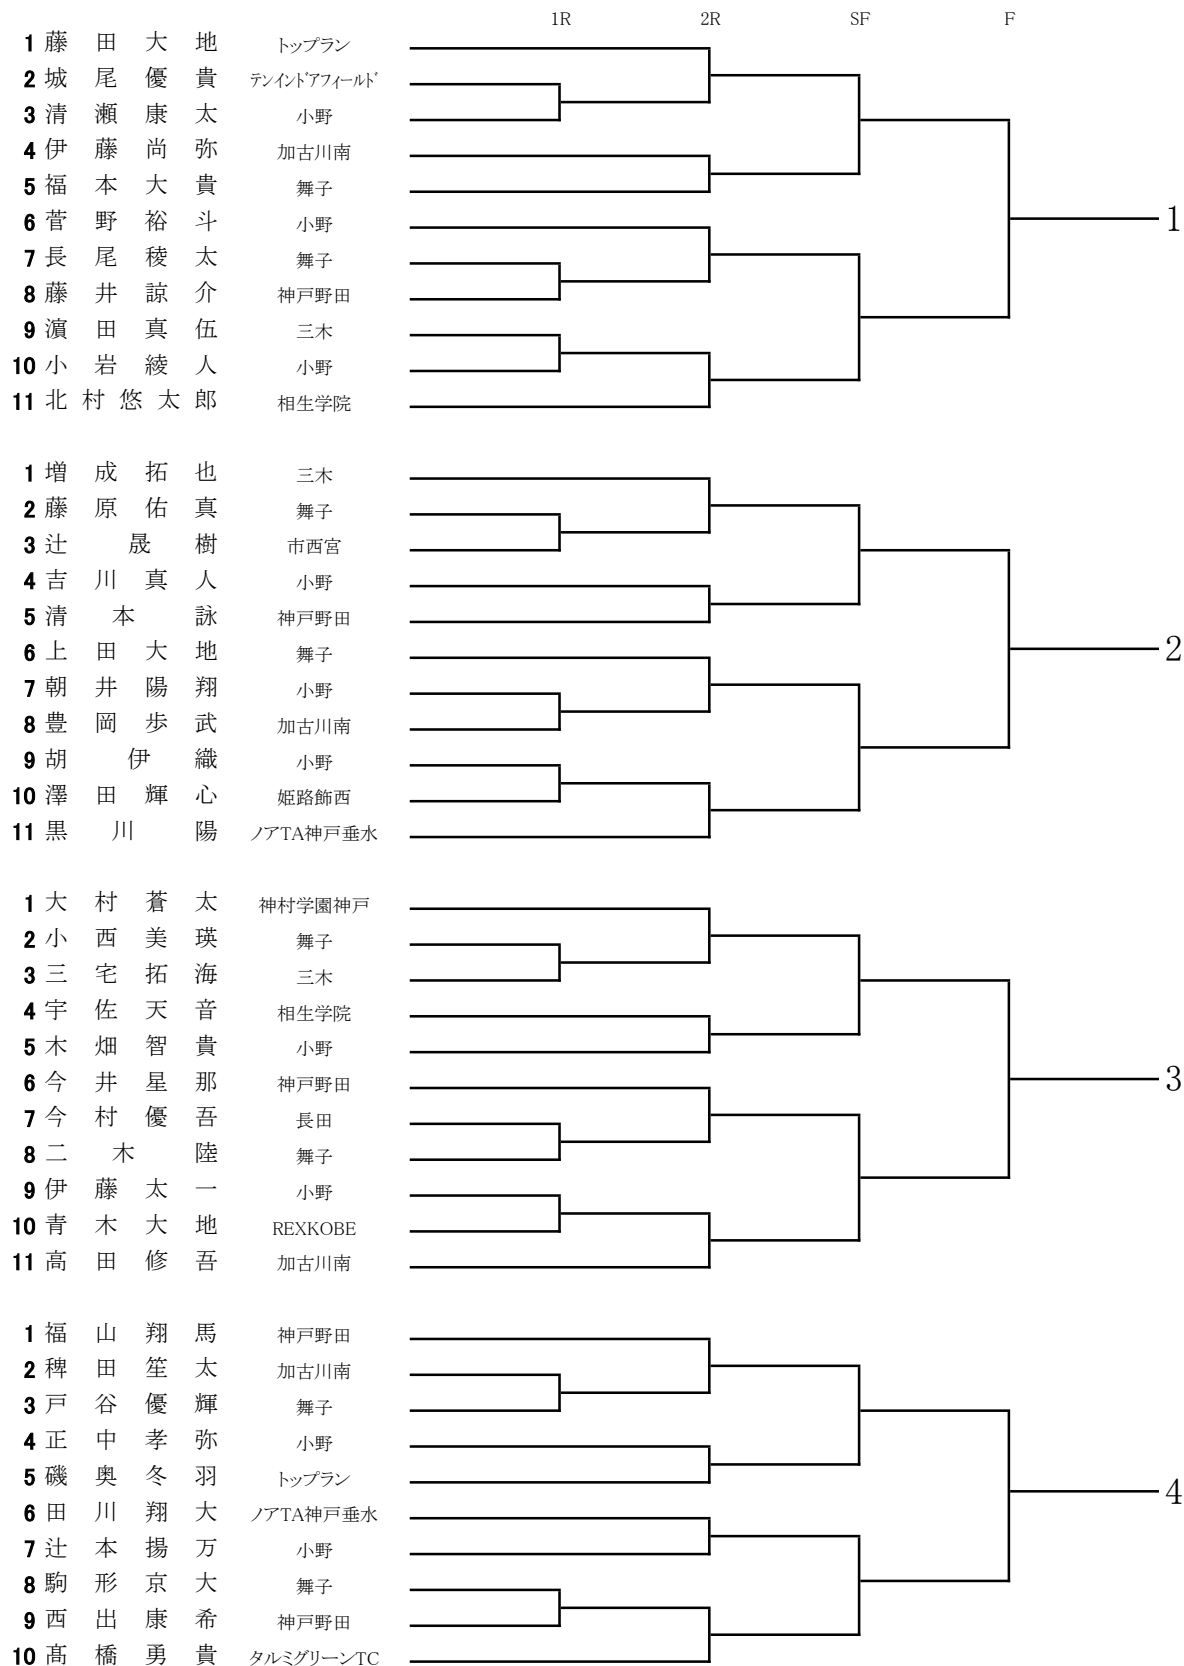 1R 2R SF F
1 藤田大地 トップラン
2 城尾優貴 テンインドアフィールド
3 清瀬康太 小野
4 伊藤尚弥 加古川南
5 福本大貴 舞子
6 菅野裕斗 小野
7 長尾稜太 舞子
8 藤井諒介 神戸野田
9 濵田真伍 三木
10 小岩綾人 小野
11 北村悠太郎 相生学院
1
1 増成拓也 三木
2 藤原佑真 舞子
3 辻晟樹 市西宮
4 吉川真人 小野
5 清本詠 神戸野田
6 上田大地 舞子
7 朝井陽翔 小野
8 豊岡歩武 加古川南
9 胡伊織 小野
10 澤田輝心 姫路飾西
11 黒川陽 ノアTA神戸垂水
2
1 大村蒼太 神村学園神戸
2 小西美瑛 舞子
3 三宅拓海 三木
4 宇佐天音 相生学院
5 木畑智貴 小野
6 今井星那 神戸野田
7 今村優吾 長田
8 二木陸 舞子
9 伊藤太一 小野
10 青木大地 REXKOBE
11 高田修吾 加古川南
3
1 福山翔馬 神戸野田
2 稗田笙太 加古川南
3 戸谷優輝 舞子
4 正中孝弥 小野
5 磯奥冬羽 トップラン
6 田川翔大 ノアTA神戸垂水
7 辻本揚万 小野
8 駒形京大 舞子
9 西出康希 神戸野田
10 髙橋勇貴 タルミグリーンTC
4